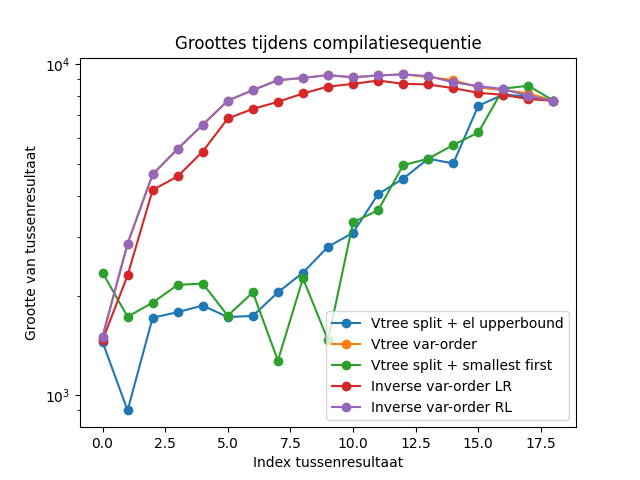 Groottes tijdens compilatiesequentie
Grootte van tussenresultaat
10⁴
10³
Vtree split + el upperbound
Vtree var-order
Vtree split + smallest first
Inverse var-order LR
Inverse var-order RL
0.0 2.5 5.0 7.5 10.0 12.5 15.0 17.5
Index tussenresultaat